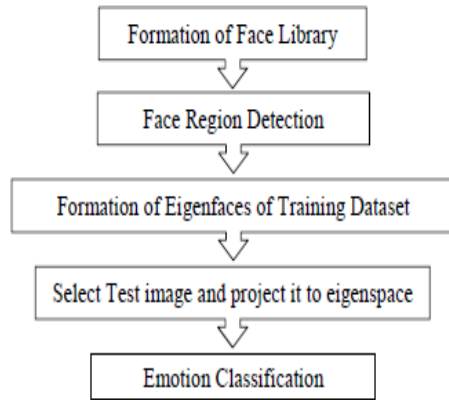 Formation of Face Library
Face Region Detection
Formation of Eigenfaces of Training Dataset
Select Test image and project it to eigenspace
Emotion Classification